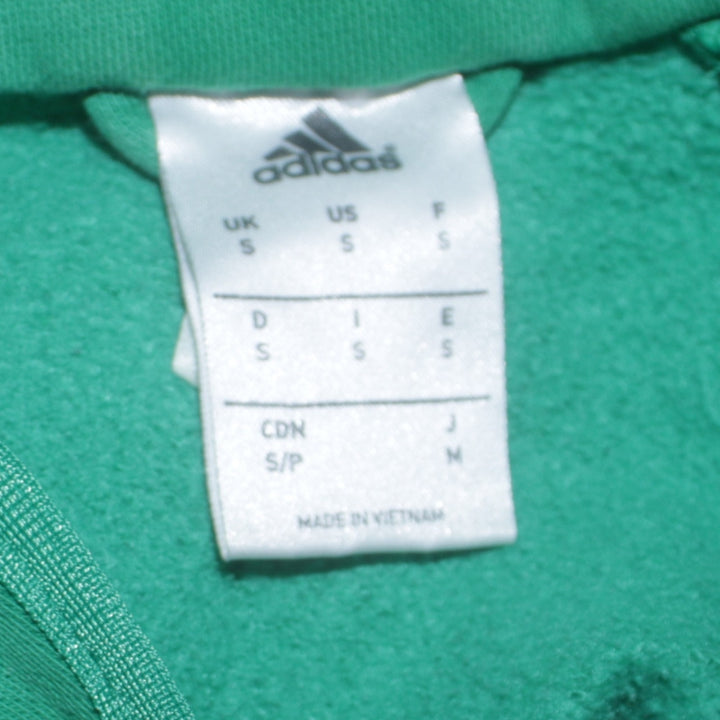 adidas®
UK US F
S S S
D I E
S S S
CDN J
S/P M
MADE IN VIETNAM